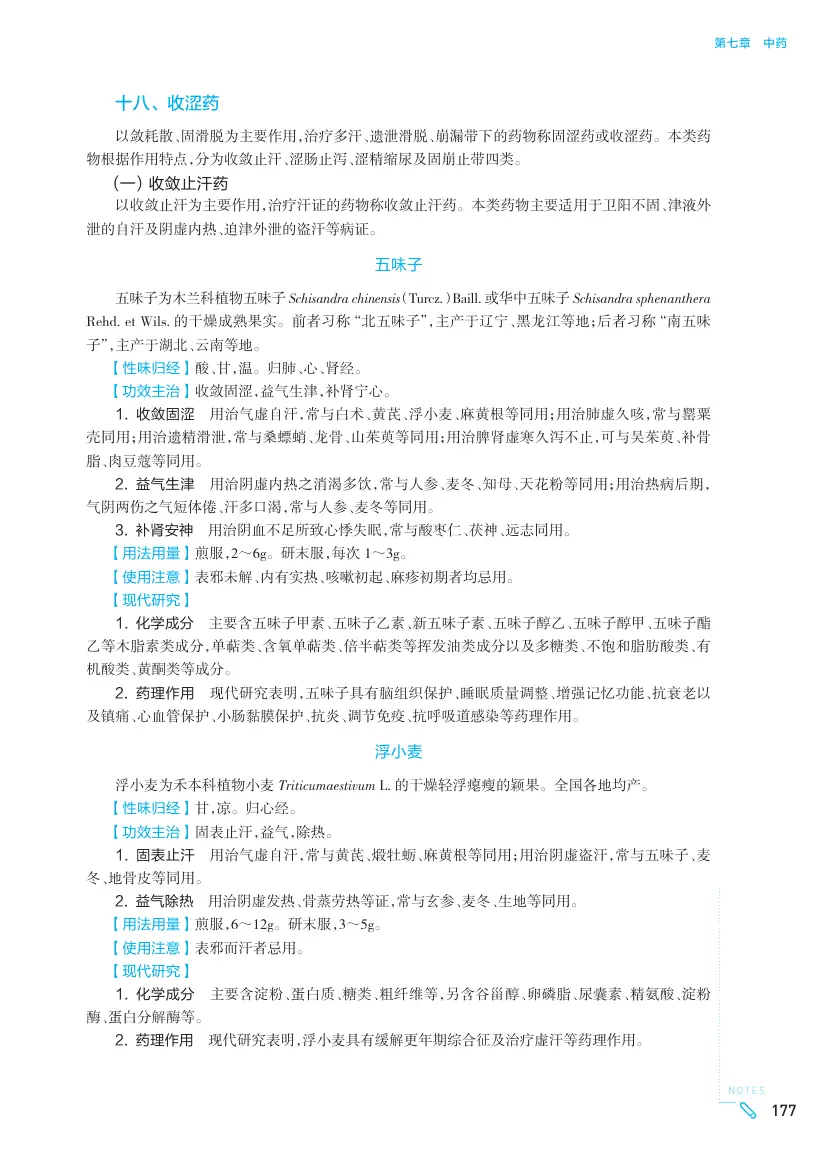 第七章　中药
十八、收涩药
以敛耗散、固滑脱为主要作用,治疗多汗、遗泄滑脱、崩漏带下的药物称固涩药或收涩药。本类药
物根据作用特点,分为收敛止汗、涩肠止泻、涩精缩尿及固崩止带四类。
（一）收敛止汗药
以收敛止汗为主要作用,治疗汗证的药物称收敛止汗药。本类药物主要适用于卫阳不固、津液外
泄的自汗及阴虚内热、迫津外泄的盗汗等病证。
五味子
五味子为木兰科植物五味子 Schisandra chinensis（Turcz.）Baill. 或华中五味子 Schisandra sphenanthera
Rehd. et Wils. 的干燥成熟果实。前者习称“北五味子”,主产于辽宁、黑龙江等地;后者习称“南五味
子”,主产于湖北、云南等地。
【性味归经】酸、甘,温。归肺、心、肾经。
【功效主治】收敛固涩,益气生津,补肾宁心。
1. 收敛固涩　用治气虚自汗,常与白术、黄芪、浮小麦、麻黄根等同用;用治肺虚久咳,常与罂粟
壳同用;用治遗精滑泄,常与桑螵蛸、龙骨、山茱萸等同用;用治脾肾虚寒久泻不止,可与吴茱萸、补骨
脂、肉豆蔻等同用。
2. 益气生津　用治阴虚内热之消渴多饮,常与人参、麦冬、知母、天花粉等同用;用治热病后期,
气阴两伤之气短体倦、汗多口渴,常与人参、麦冬等同用。
3. 补肾安神　用治阴血不足所致心悸失眠,常与酸枣仁、茯神、远志同用。
【用法用量】煎服,2～6g。研末服,每次 1～3g。
【使用注意】表邪未解、内有实热、咳嗽初起、麻疹初期者均忌用。
【现代研究】
1. 化学成分　主要含五味子甲素、五味子乙素、新五味子素、五味子醇乙、五味子醇甲、五味子酯
乙等木脂素类成分,单萜类、含氧单萜类、倍半萜类等挥发油类成分以及多糖类、不饱和脂肪酸类、有
机酸类、黄酮类等成分。
2. 药理作用　现代研究表明,五味子具有脑组织保护、睡眠质量调整、增强记忆功能、抗衰老以
及镇痛、心血管保护、小肠黏膜保护、抗炎、调节免疫、抗呼吸道感染等药理作用。
浮小麦
浮小麦为禾本科植物小麦 Triticumaestivum L. 的干燥轻浮瘪瘦的颖果。全国各地均产。
【性味归经】甘,凉。归心经。
【功效主治】固表止汗,益气,除热。
1. 固表止汗　用治气虚自汗,常与黄芪、煅牡蛎、麻黄根等同用;用治阴虚盗汗,常与五味子、麦
冬、地骨皮等同用。
2. 益气除热　用治阴虚发热、骨蒸劳热等证,常与玄参、麦冬、生地等同用。
【用法用量】煎服,6～12g。研末服,3～5g。
【使用注意】表邪而汗者忌用。
【现代研究】
1. 化学成分　主要含淀粉、蛋白质、糖类、粗纤维等,另含谷甾醇、卵磷脂、尿囊素、精氨酸、淀粉
酶、蛋白分解酶等。
2. 药理作用　现代研究表明,浮小麦具有缓解更年期综合征及治疗虚汗等药理作用。
NOTES
177